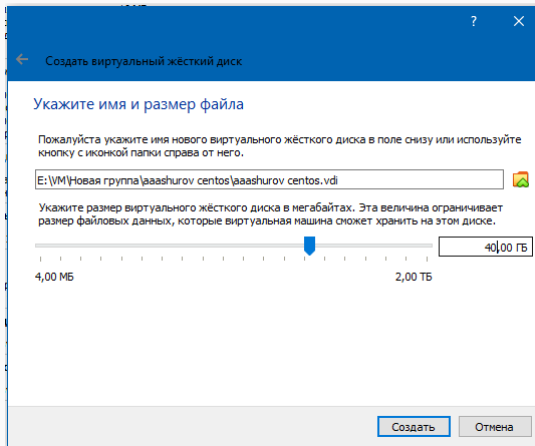 ?
Создать виртуальный жёсткий диск
Укажите имя и размер файла
Пожалуйста укажите имя нового виртуального жёсткого диска в поле снизу или используйте
кнопку с иконкой папки справа от него.
E:\VM\Новая группа\aaashurov centos\aaashurov centos.vdi
Укажите размер виртуального жёсткого диска в мегабайтах. Эта величина ограничивает
размер файловых данных, которые виртуальная машина сможет хранить на этом диске.
40,00 ГБ
4,00 МБ 2,00 ТБ
Создать Отмена